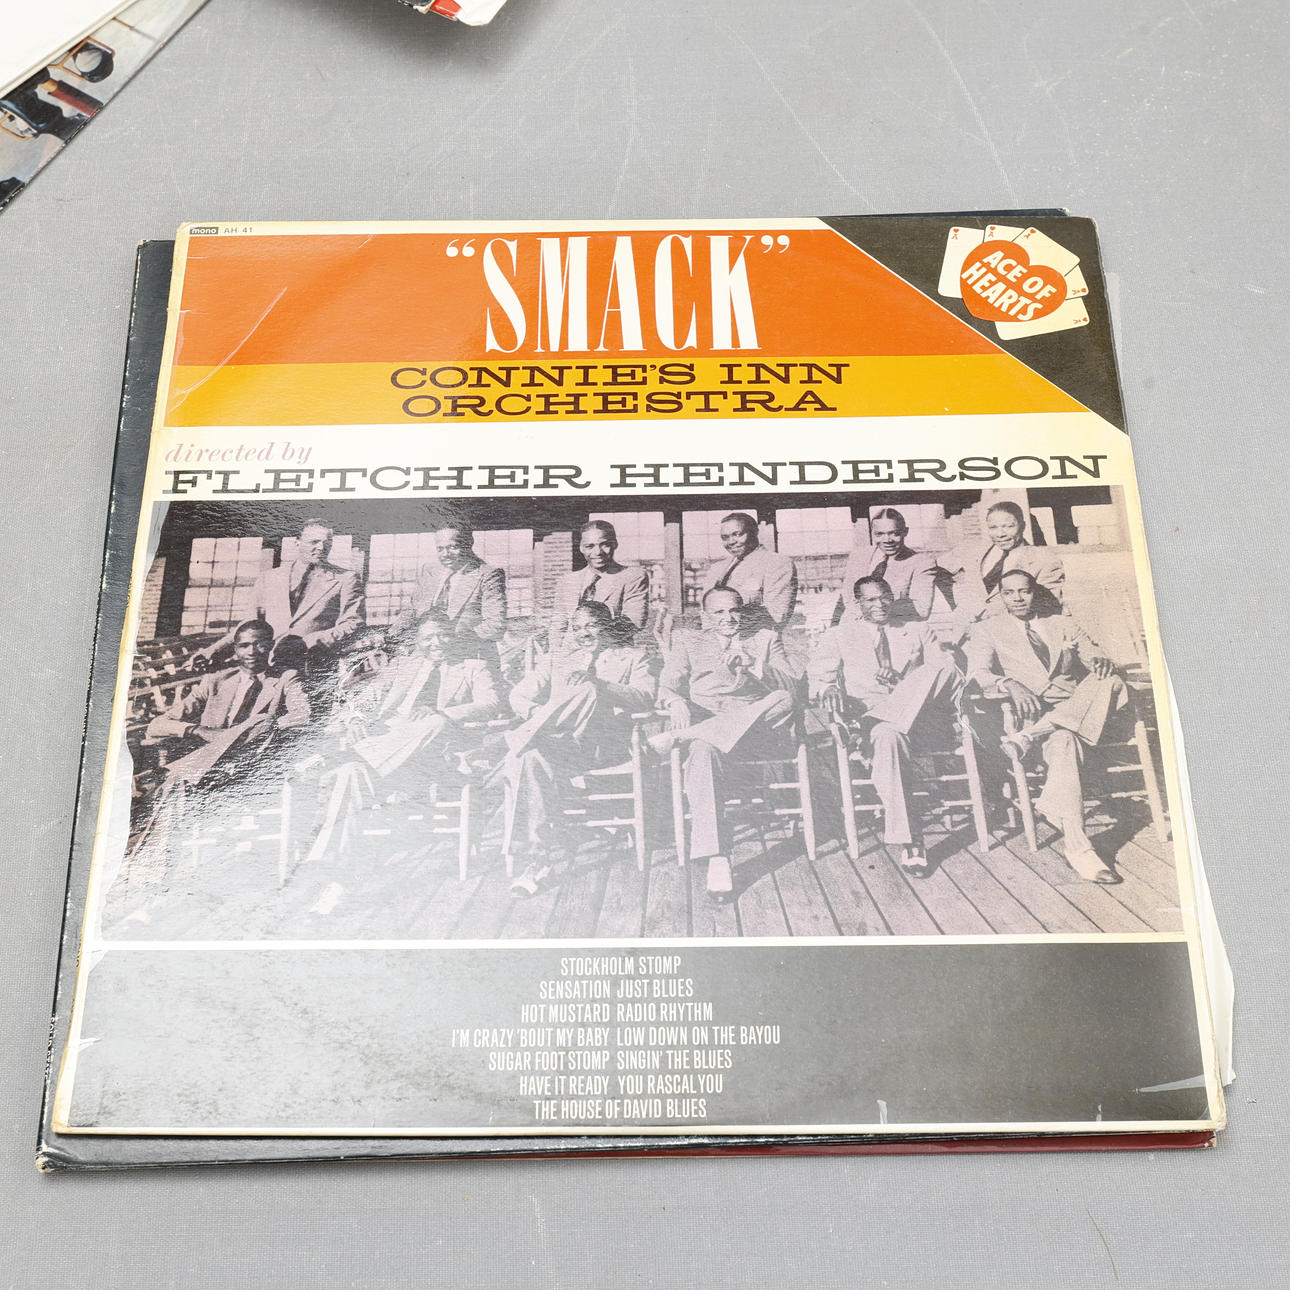 mono AH 41
"SMACK"
CONNIE'S INN
ORCHESTRA
ACE OF
HEARTS
directed by
FLETCHER HENDERSON
STOCKHOLM STOMP
SENSATION JUST BLUES
HOT MUSTARD RADIO RHYTHM
I'M CRAZY 'BOUT MY BABY LOW DOWN ON THE BAYOU
SUGAR FOOT STOMP SINGIN' THE BLUES
HAVE IT READY YOU RASCAL YOU
THE HOUSE OF DAVID BLUES